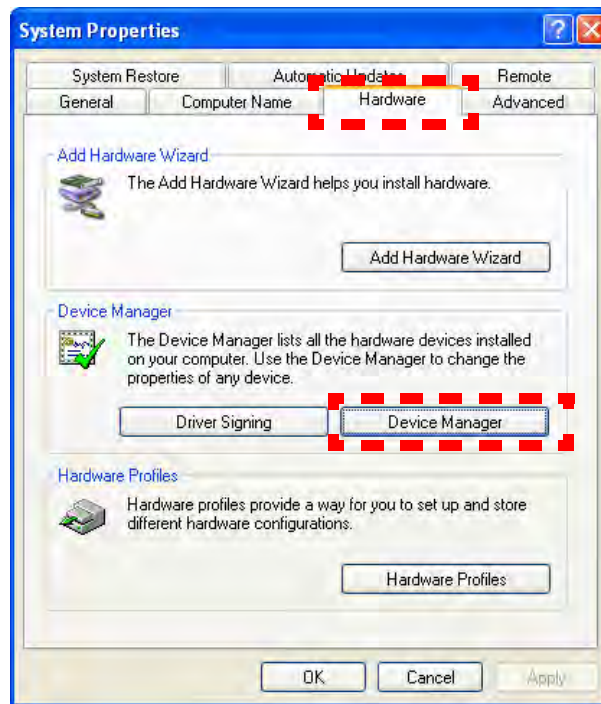 System Properties
System Restore Automatic Updates Remote
General Computer Name Hardware Advanced
Add Hardware Wizard
The Add Hardware Wizard helps you install hardware.
Add Hardware Wizard
Device Manager
The Device Manager lists all the hardware devices installed
on your computer. Use the Device Manager to change the
properties of any device.
Driver Signing Device Manager
Hardware Profiles
Hardware profiles provide a way for you to set up and store
different hardware configurations.
Hardware Profiles
OK Cancel Apply